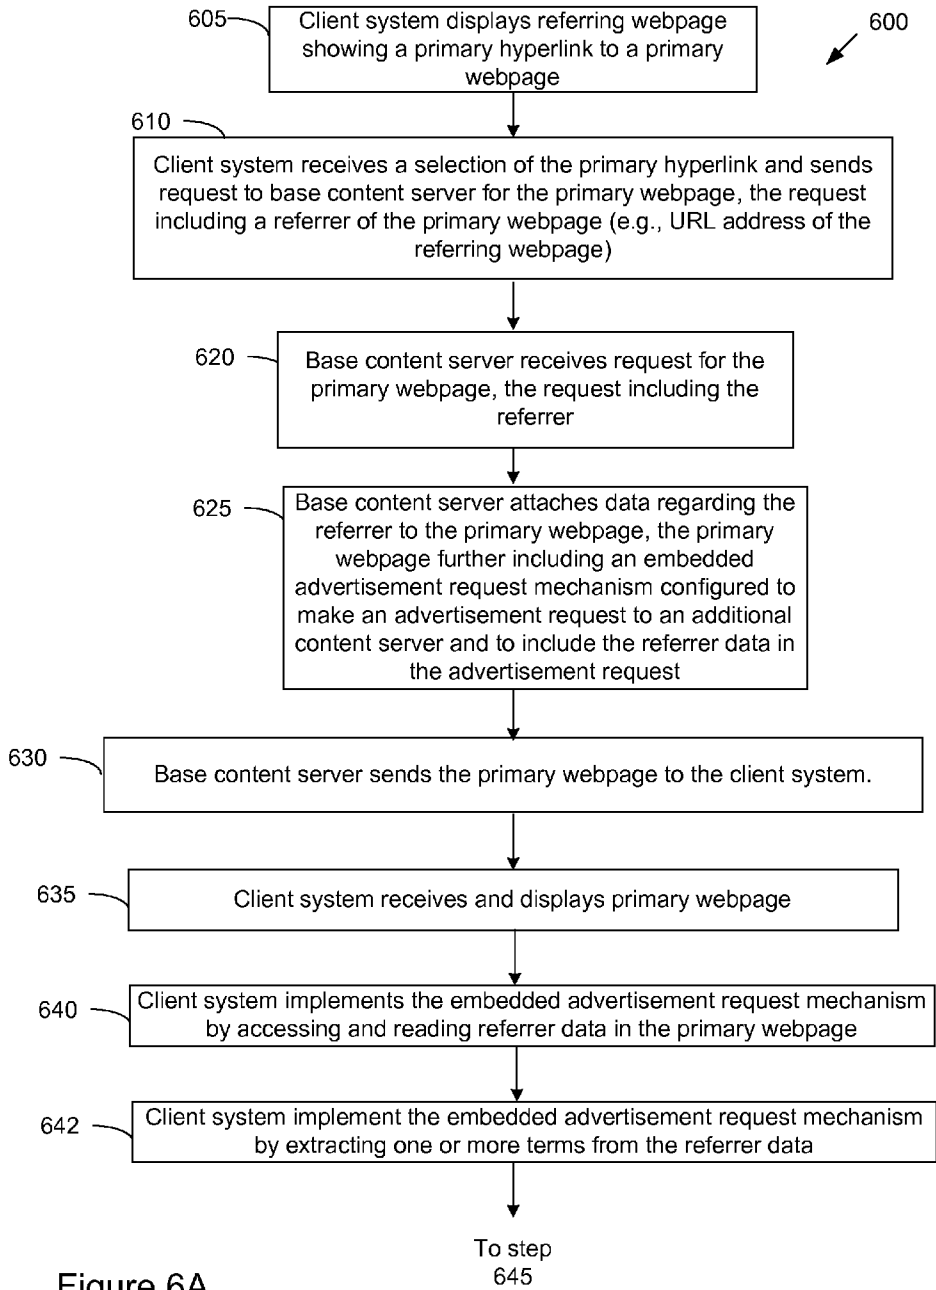 605
Client system displays referring webpage
showing a primary hyperlink to a primary
webpage
600
610
Client system receives a selection of the primary hyperlink and sends
request to base content server for the primary webpage, the request
including a referrer of the primary webpage (e.g., URL address of the
referring webpage)
620
Base content server receives request for the
primary webpage, the request including the
referrer
625
Base content server attaches data regarding the
referrer to the primary webpage, the primary
webpage further including an embedded
advertisement request mechanism configured to
make an advertisement request to an additional
content server and to include the referrer data in
the advertisement request
630
Base content server sends the primary webpage to the client system.
635
Client system receives and displays primary webpage
640
Client system implements the embedded advertisement request mechanism
by accessing and reading referrer data in the primary webpage
642
Client system implement the embedded advertisement request mechanism
by extracting one or more terms from the referrer data
To step
645
Figure 6A